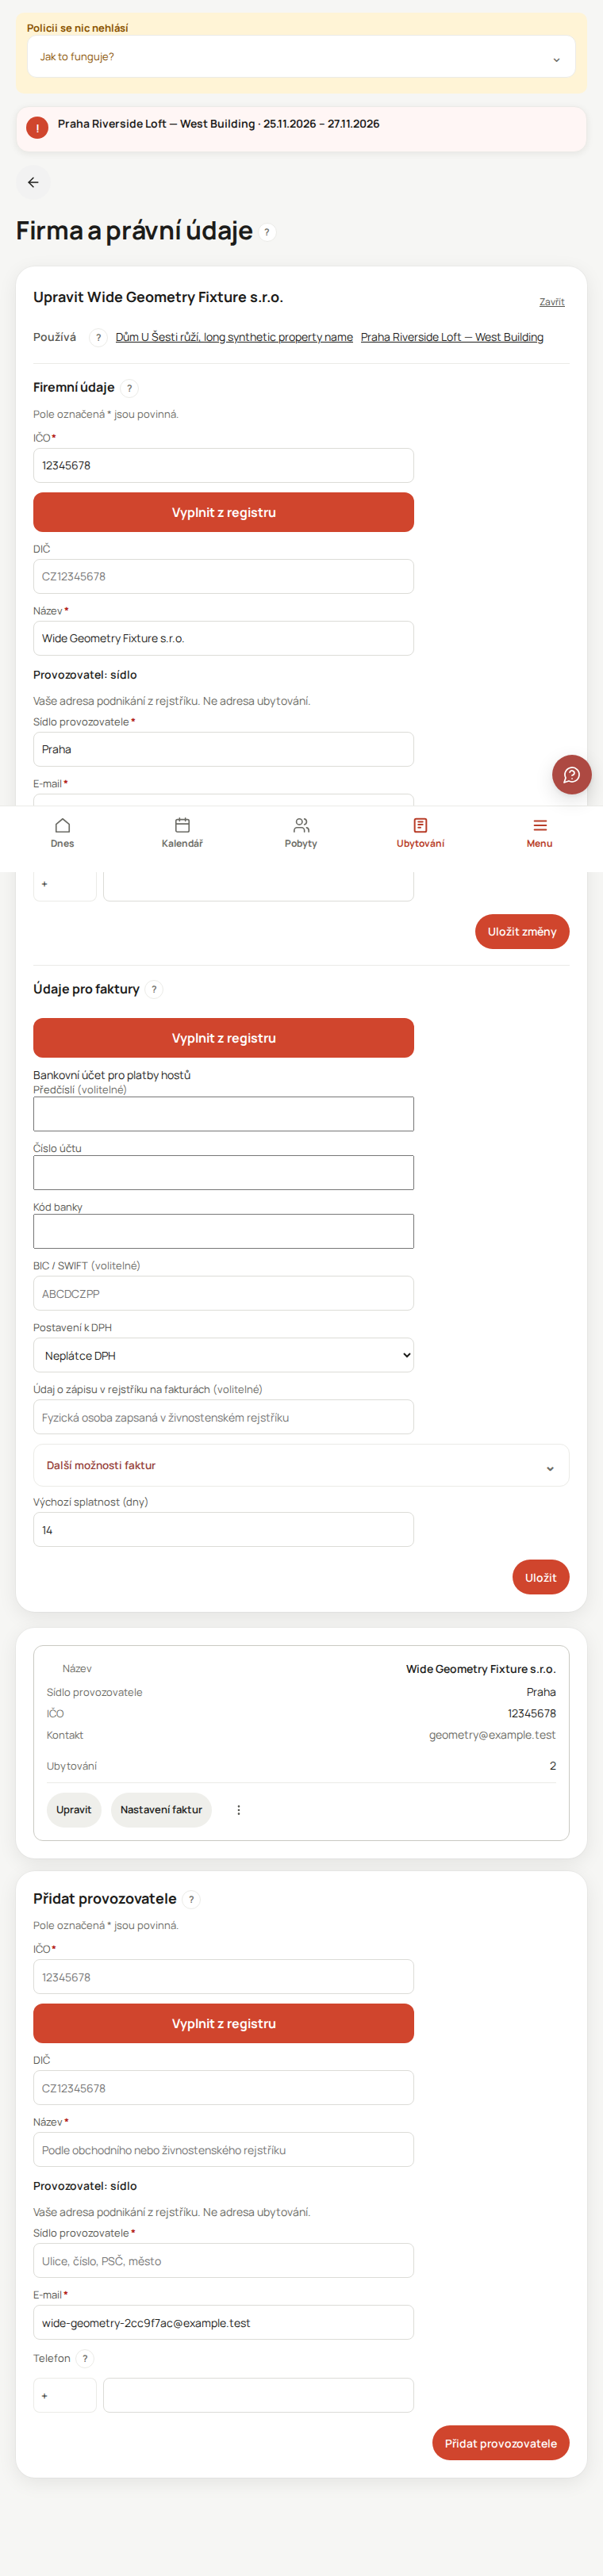 Policii se nic nehlásí
Jak to funguje?
!
Praha Riverside Loft — West Building · 25.11.2026 – 27.11.2026
Firma a právní údaje ?
Upravit Wide Geometry Fixture s.r.o.
Zavřít
Používá ? Dům U Šesti růží, long synthetic property name Praha Riverside Loft — West Building
Firemní údaje ?
Pole označená * jsou povinná.
IČO *
12345678
Vyplnit z registru
DIČ
CZ12345678
Název *
Wide Geometry Fixture s.r.o.
Provozovatel: sídlo
Vaše adresa podnikání z rejstříku. Ne adresa ubytování.
Sídlo provozovatele *
Praha
E-mail *
Dnes Kalendář Pobyty Ubytování Menu
+
Uložit změny
Údaje pro faktury ?
Vyplnit z registru
Bankovní účet pro platby hostů
Předčíslí (volitelné)
Číslo účtu
Kód banky
BIC / SWIFT (volitelné)
ABCDCZPP
Postavení k DPH
Neplátce DPH
Údaj o zápisu v rejstříku na fakturách (volitelné)
Fyzická osoba zapsaná v živnostenském rejstříku
Další možnosti faktur
Výchozí splatnost (dny)
14
Uložit
Název Wide Geometry Fixture s.r.o.
Sídlo provozovatele Praha
IČO 12345678
Kontakt geometry@example.test
Ubytování 2
Upravit Nastavení faktur
Přidat provozovatele ?
Pole označená * jsou povinná.
IČO *
12345678
Vyplnit z registru
DIČ
CZ12345678
Název *
Podle obchodního nebo živnostenského rejstříku
Provozovatel: sídlo
Vaše adresa podnikání z rejstříku. Ne adresa ubytování.
Sídlo provozovatele *
Ulice, číslo, PSČ, město
E-mail *
wide-geometry-2cc9f7ac@example.test
Telefon ?
+
Přidat provozovatele